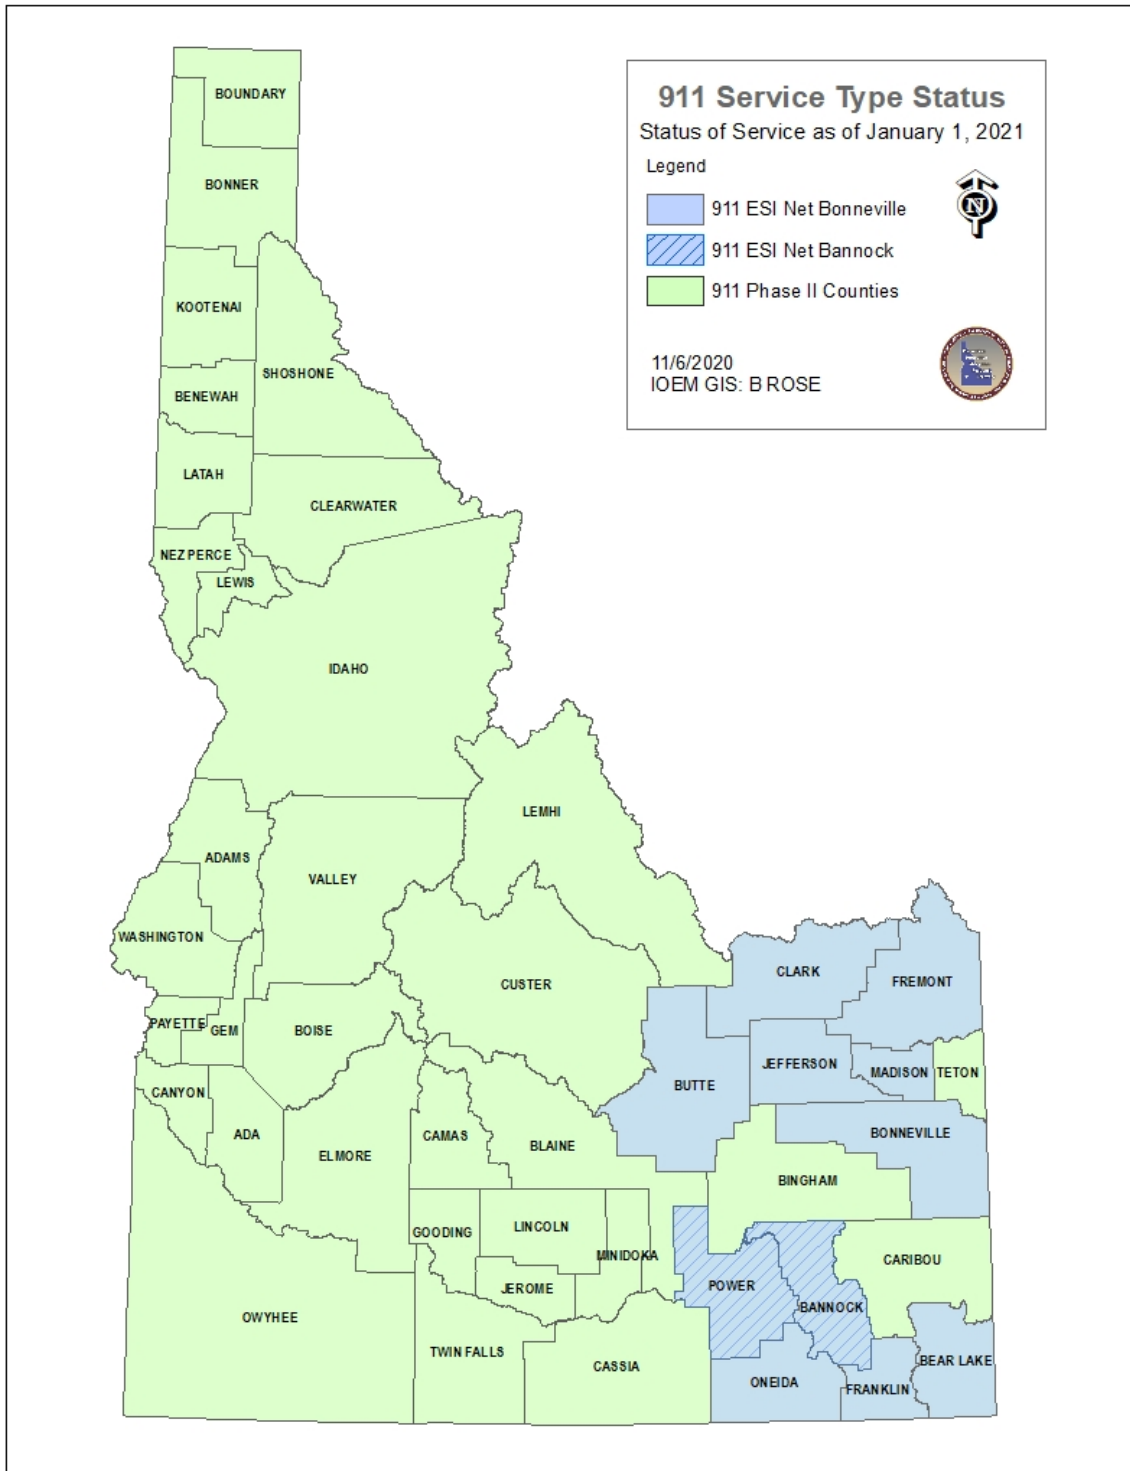 911 Service Type Status
Status of Service as of January 1, 2021
Legend
911 ESI Net Bonneville
911 ESI Net Bannock
911 Phase II Counties
N
11/6/2020
IOEM GIS: B ROSE
BOUNDARY
BONNER
KOOTENAI
SHOSHONE
BENEWAH
LATAH
CLEARWATER
NEZ PERCE
LEWIS
IDAHO
LEMHI
ADAMS
VALLEY
WASHINGTON
CUSTER
CLARK
FREMONT
PAYETTE
GEM
BOISE
JEFFERSON
MADISON
TETON
BUTTE
CANYON
ADA
CAMAS
BLAINE
BONNEVILLE
ELMORE
BINGHAM
GOODING
LINCOLN
MINIDOKA
CARIBOU
JEROME
POWER
BANNOCK
OWYHEE
TWIN FALLS
CASSIA
BEAR LAKE
ONEIDA
FRANKLIN